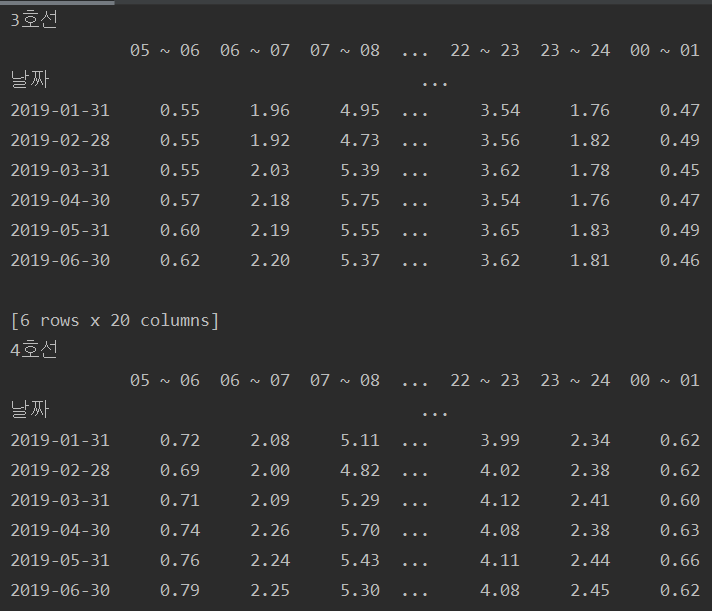 3호선
05 ~ 06 06 ~ 07 07 ~ 08 ... 22 ~ 23 23 ~ 24 00 ~ 01
날짜 ...
2019-01-31 0.55 1.96 4.95 ... 3.54 1.76 0.47
2019-02-28 0.55 1.92 4.73 ... 3.56 1.82 0.49
2019-03-31 0.55 2.03 5.39 ... 3.62 1.78 0.45
2019-04-30 0.57 2.18 5.75 ... 3.54 1.76 0.47
2019-05-31 0.60 2.19 5.55 ... 3.65 1.83 0.49
2019-06-30 0.62 2.20 5.37 ... 3.62 1.81 0.46
[6 rows x 20 columns]
4호선
05 ~ 06 06 ~ 07 07 ~ 08 ... 22 ~ 23 23 ~ 24 00 ~ 01
날짜 ...
2019-01-31 0.72 2.08 5.11 ... 3.99 2.34 0.62
2019-02-28 0.69 2.00 4.82 ... 4.02 2.38 0.62
2019-03-31 0.71 2.09 5.29 ... 4.12 2.41 0.60
2019-04-30 0.74 2.26 5.70 ... 4.08 2.38 0.63
2019-05-31 0.76 2.24 5.43 ... 4.11 2.44 0.66
2019-06-30 0.79 2.25 5.30 ... 4.08 2.45 0.62